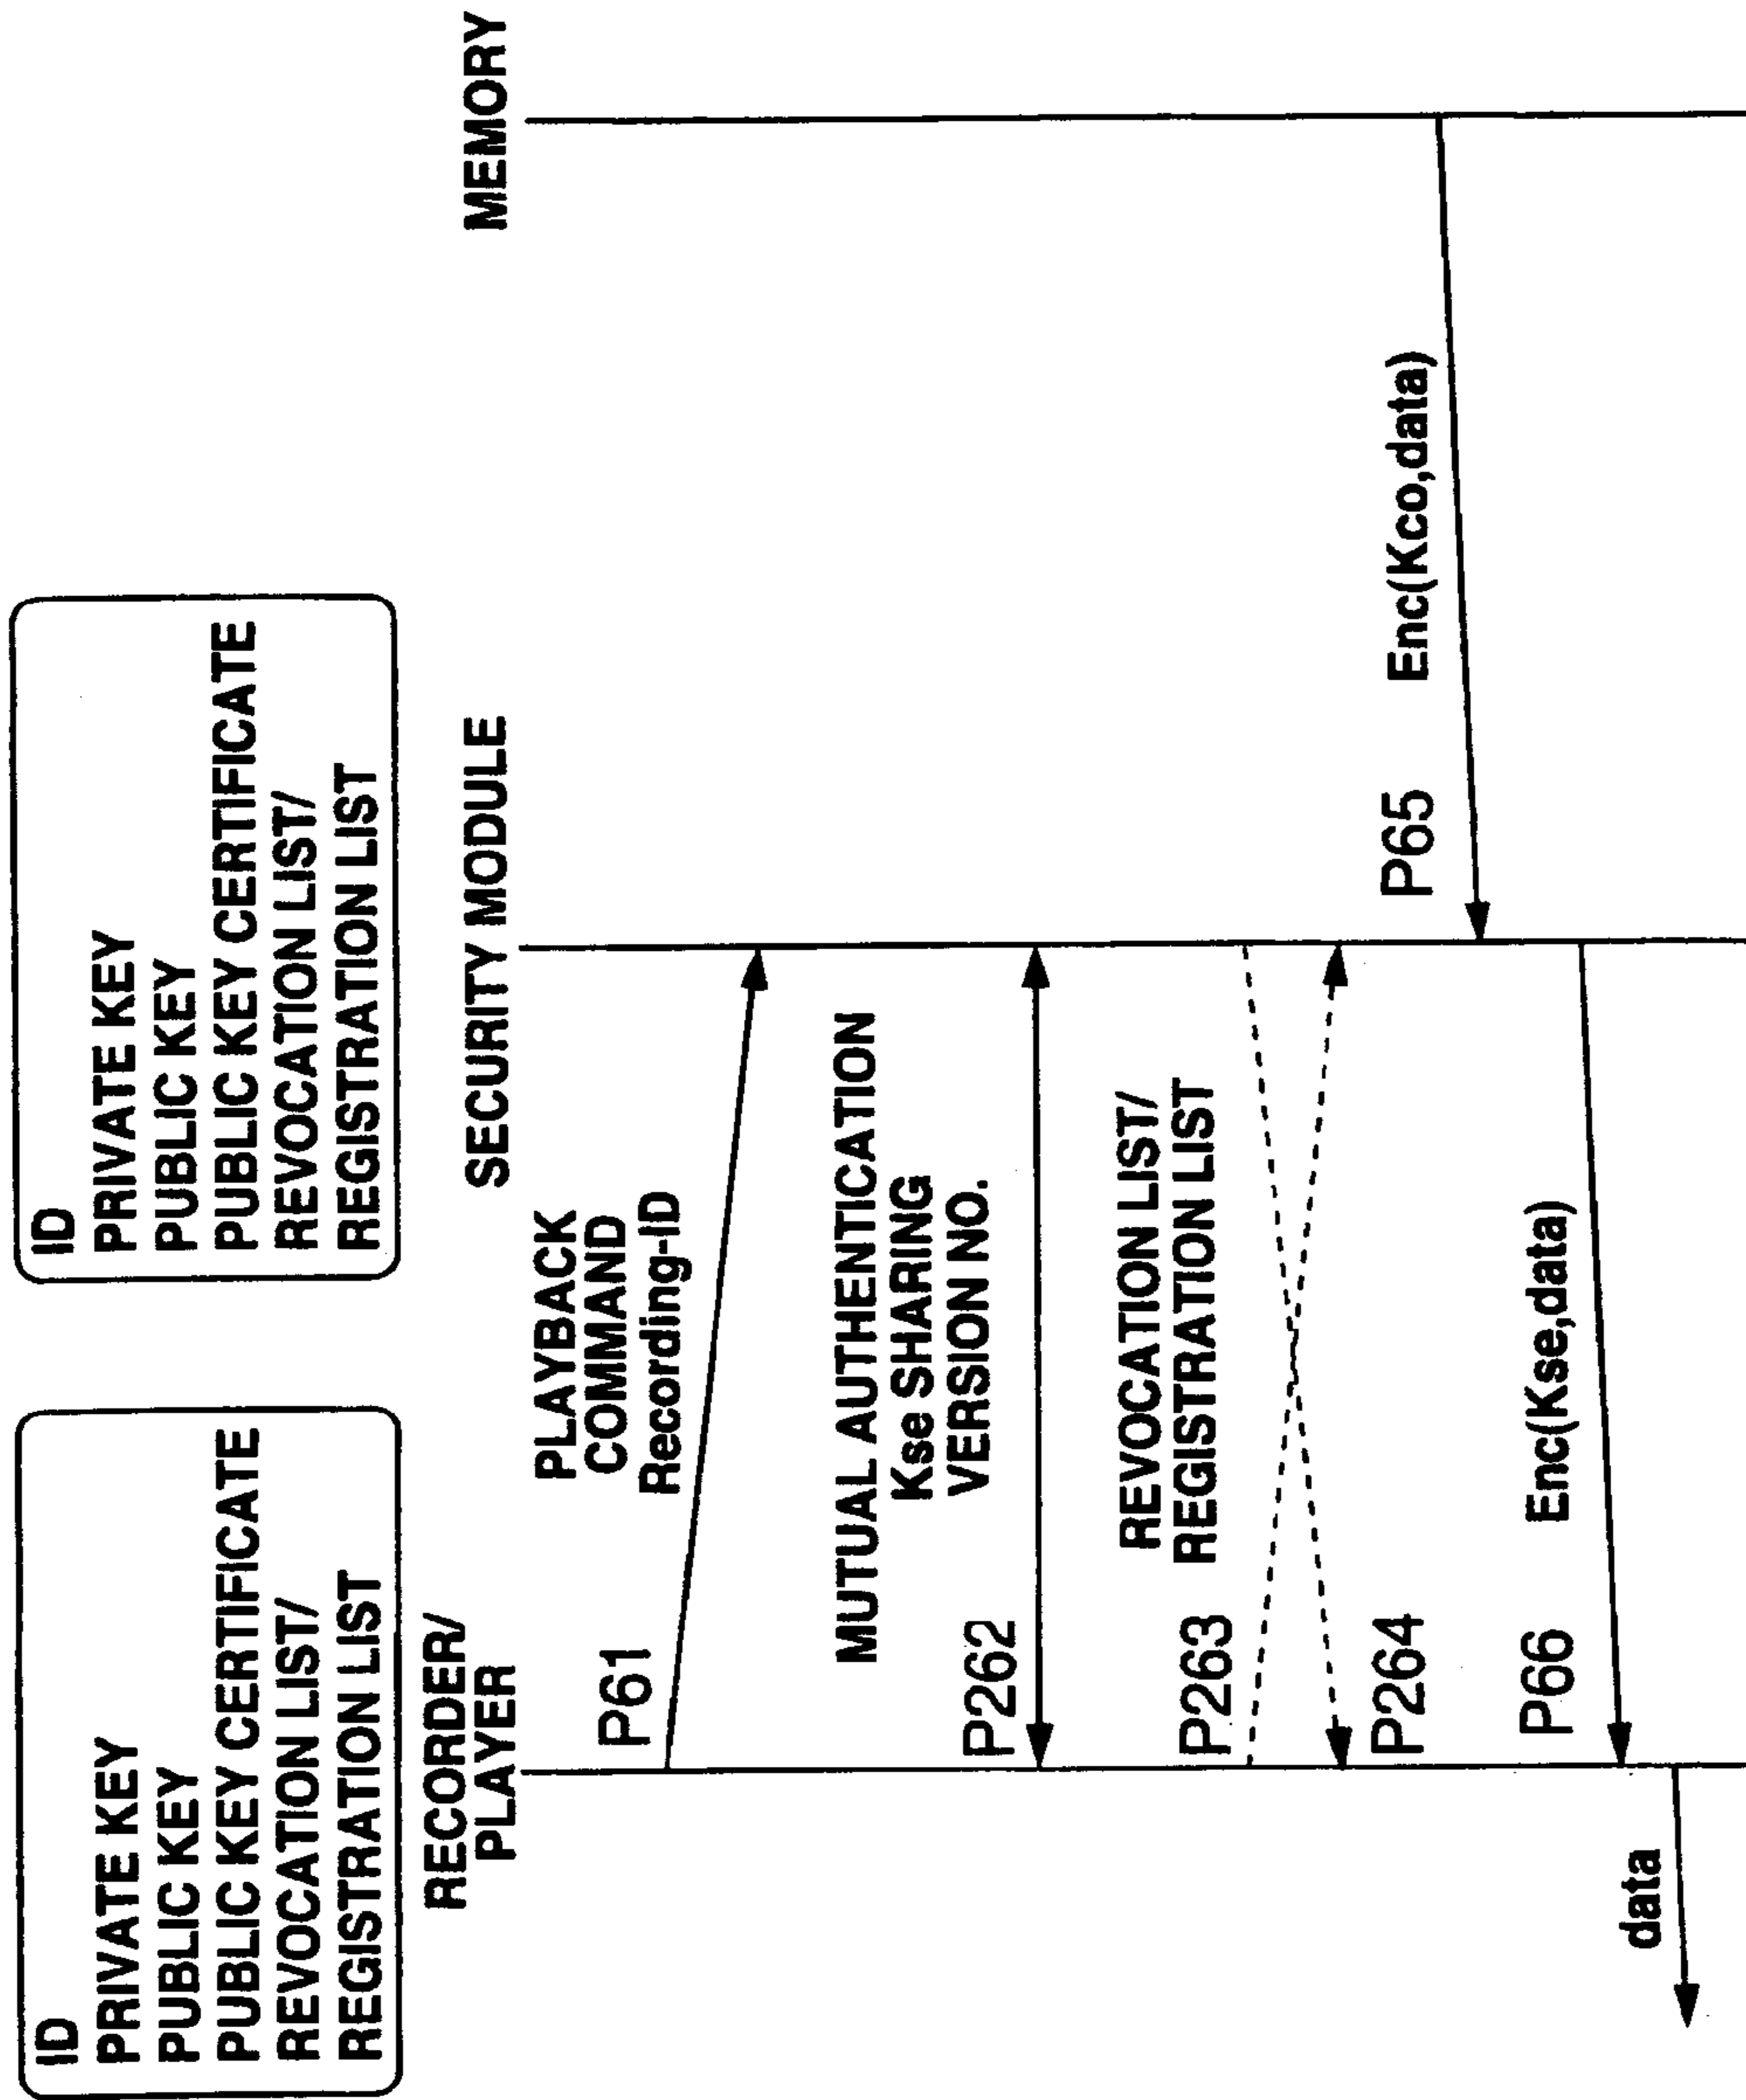 ID
PRIVATE KEY
PUBLIC KEY
PUBLIC KEY CERTIFICATE
REVOCATION LIST/
REGISTRATION LIST
ID
PRIVATE KEY
PUBLIC KEY
PUBLIC KEY CERTIFICATE
REVOCATION LIST/
REGISTRATION LIST
RECORDER/
PLAYER
SECURITY MODULE
MEMORY
P61
PLAYBACK
COMMAND
Recording-ID
MUTUAL AUTHENTICATION
Kse SHARING
VERSION NO.
P262
REVOCATION LIST/
REGISTRATION LIST
P263
P264
P65
Enc(Kco,data)
P66
Enc(Kse,data)
data